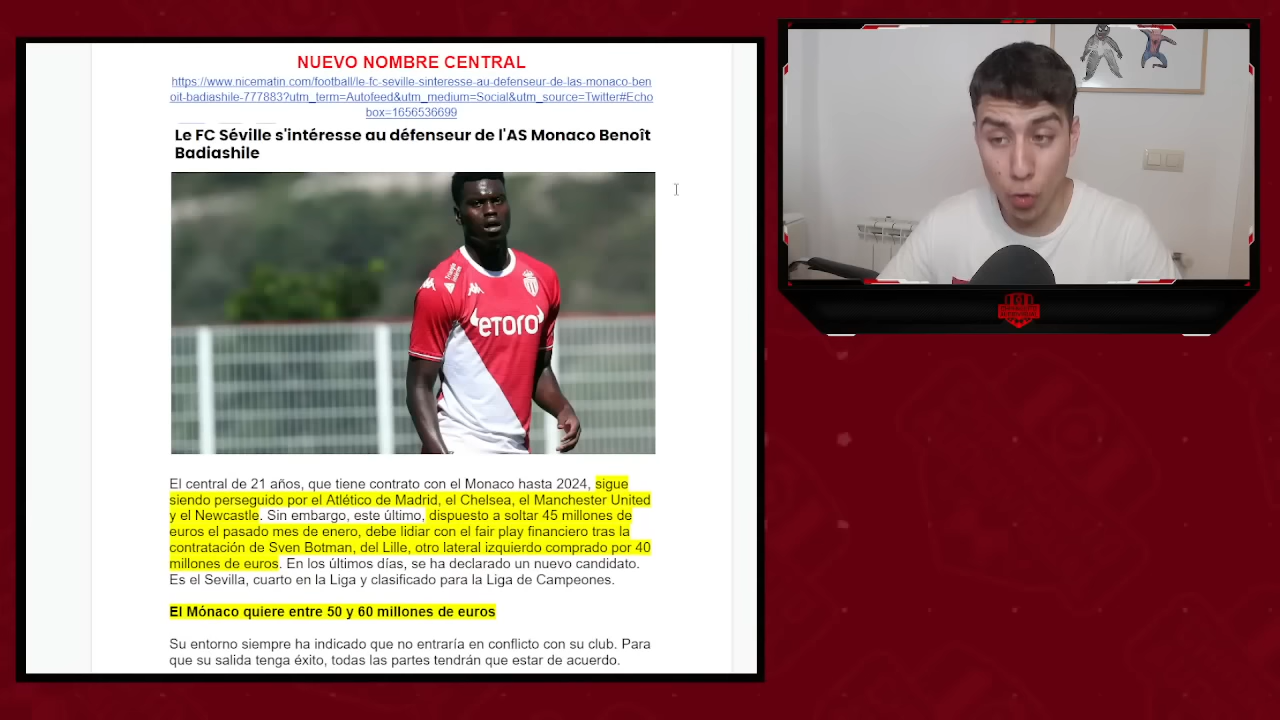 NUEVO NOMBRE CENTRAL
https://www.nicematin.com/football/le-fc-seville-sinteresse-au-defenseur-de-las-monaco-ben
oit-badiashile-777883?utm_term=Autofeed&utm_medium=Social&utm_source=Twitter#Echo
box=1656536699
Le FC Séville s'intéresse au défenseur de l'AS Monaco Benoît
Badiashile
etoro
El central de 21 años, que tiene contrato con el Monaco hasta 2024, sigue
siendo perseguido por el Atlético de Madrid, el Chelsea, el Manchester United
y el Newcastle. Sin embargo, este último, dispuesto a soltar 45 millones de
euros el pasado mes de enero, debe lidiar con el fair play financiero tras la
contratación de Sven Botman, del Lille, otro lateral izquierdo comprado por 40
millones de euros. En los últimos días, se ha declarado un nuevo candidato.
Es el Sevilla, cuarto en la Liga y clasificado para la Liga de Campeones.
El Mónaco quiere entre 50 y 60 millones de euros
Su entorno siempre ha indicado que no entraría en conflicto con su club. Para
que su salida tenga éxito, todas las partes tendrán que estar de acuerdo.